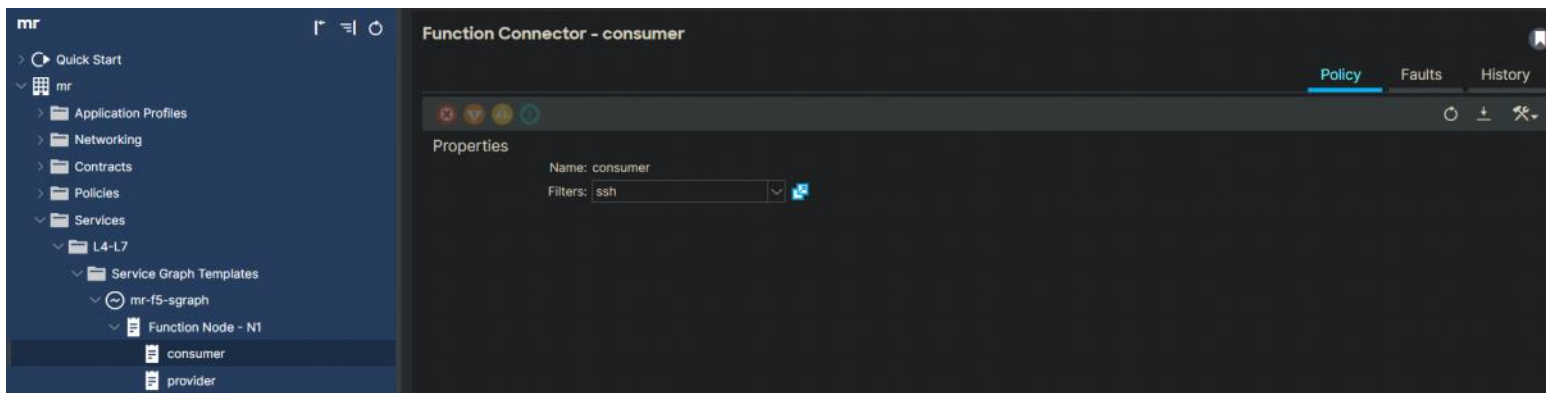 mr
Quick Start
mr
Application Profiles
Networking
Contracts
Policies
Services
L4-L7
Service Graph Templates
mr-f5-sgraph
Function Node - N1
consumer
provider
Function Connector - consumer
Policy Faults History
Properties
Name: consumer
Filters: ssh